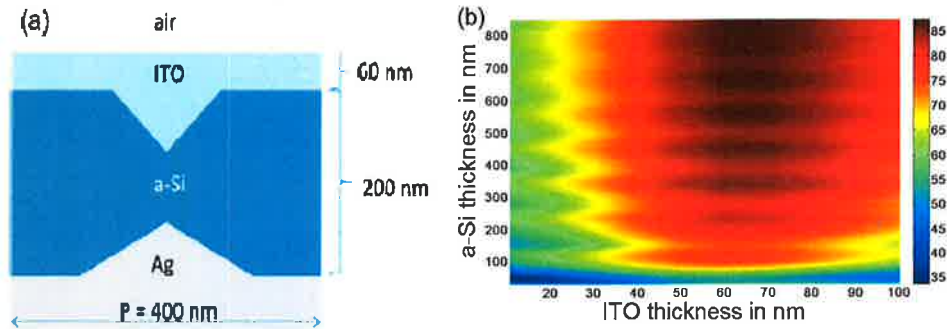 (a)
air
ITO
60 nm
a-Si
200 nm
Ag
P = 400 nm
(b)
a-Si thickness in nm
800
700
600
500
400
300
200
100
20 30 40 50 60 70 80 90 100
ITO thickness in nm
85
80
75
70
65
60
55
50
45
40
35